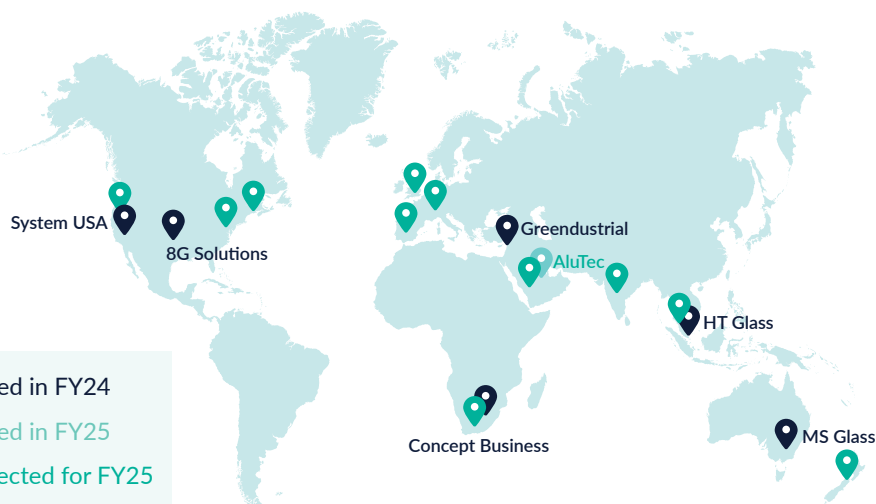 System USA
8G Solutions
Greendustrial
AluTec
HT Glass
Concept Business
MS Glass
ed in FY24
ed in FY25
ected for FY25